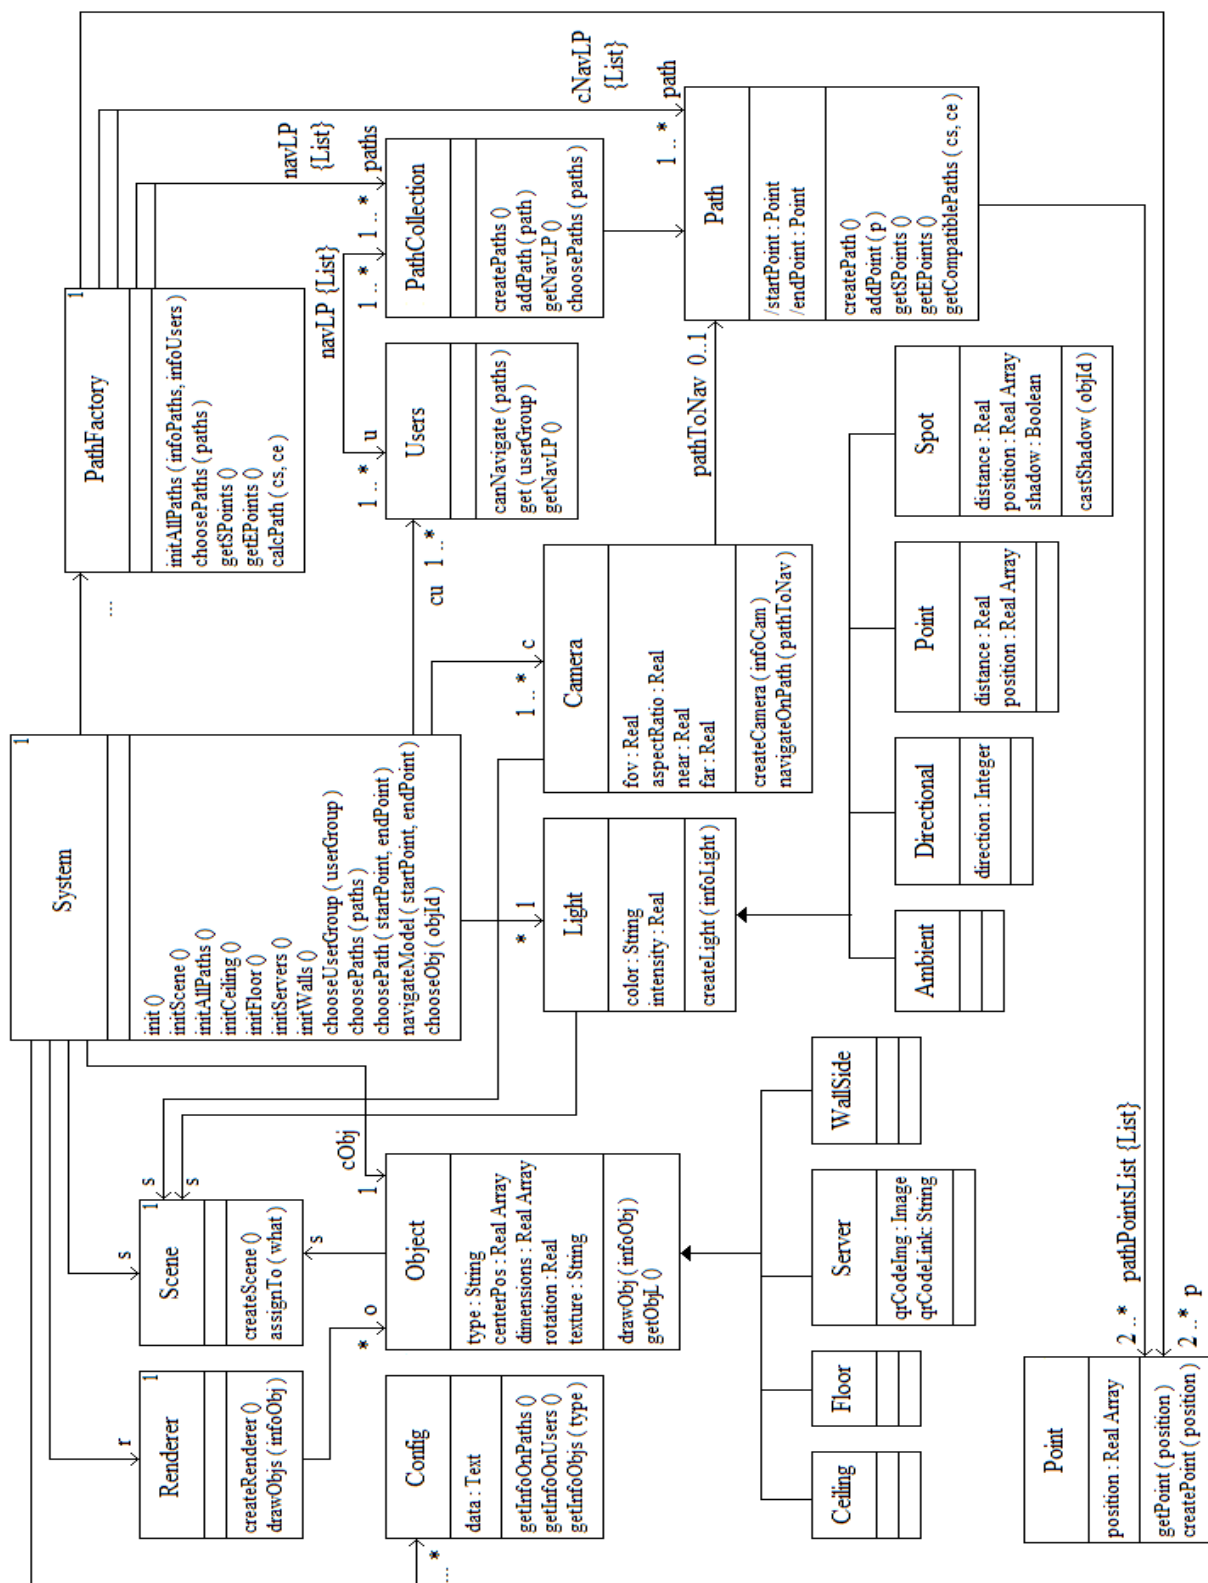 System
1
init ()
initScene ()
initAllPaths ()
initCeiling ()
initFloor ()
initServers ()
initWalls ()
chooseUserGroup ( userGroup )
choosePaths ( paths )
choosePath ( startPoint, endPoint )
navigateModel ( startPoint, endPoint )
chooseObj ( objId )
...
PathFactory
1
initAllPaths ( infoPaths, infoUsers )
choosePaths ( paths )
getSPoints ()
getEPoints ()
calcPath ( cs, ce )
r
s
Renderer
1
createRenderer ()
drawObjs ( infoObj )
Scene
1
createScene ()
assignTo ( what )
s
s
s
navLP {List}
navLP
{List}
cNavLP
{List}
1 .. * u
1 .. *
1 .. * paths
1 .. * path
* o
1 cObj
cu 1 .. *
...*
...
Config
data : Text
getInfoOnPaths ()
getInfoOnUsers ()
getInfoObjs ( type )
Object
type : String
centerPos : Real Array
dimensions : Real Array
rotation :Real
texture : String
drawObj ( infoObj )
getObjL ()
Users
canNavigate ( paths )
get ( userGroup )
getNavLP ()
PathCollection
createPaths ()
addPath ( path )
getNavLP ()
choosePaths ( paths )
* 1
1 .. * c
Light
color : String
intensity : Real
createLight ( infoLight )
Camera
fov : Real
aspectRatio : Real
near : Real
far : Real
createCamera ( infoCam )
navigateOnPath ( pathToNav )
pathToNav 0..1
Path
/startPoint : Point
/endPoint : Point
createPath ()
addPoint ( p )
getSPoints ()
getEPoints ()
getCompatiblePaths ( cs, ce )
Ceiling
Floor
Server
qrCodeImg : Image
qrCodeLink: String
WallSide
Ambient
Directional
direction : Integer
Point
distance : Real
position : Real Array
Spot
distance : Real
position : Real Array
shadow : Boolean
castShadow ( objId )
2 .. * pathPointsList {List}
2 .. * p
Point
position : Real Array
getPoint ( position )
createPoint ( position )